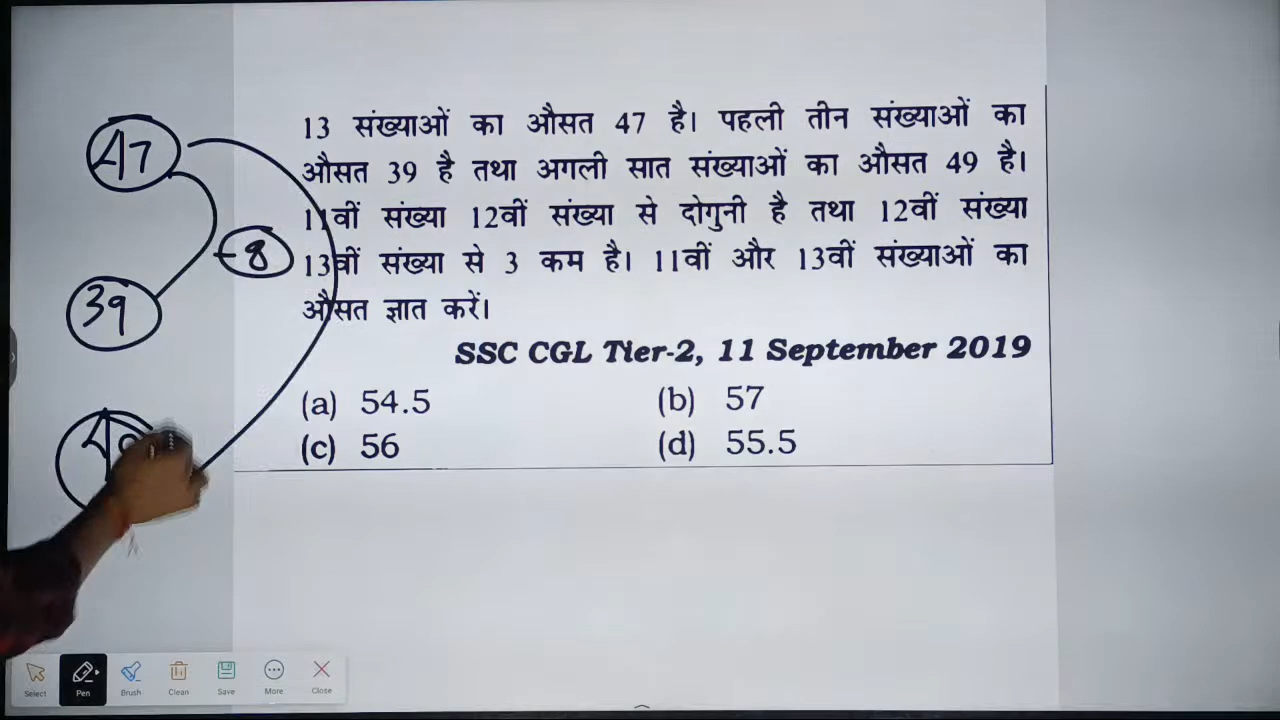 13 संख्याओं का औसत 47 है। पहली तीन संख्याओं का
औसत 39 है तथा अगली सात संख्याओं का औसत 49 है।
11वीं संख्या 12वीं संख्या से दोगुनी है तथा 12वीं संख्या
13वीं संख्या से 3 कम है। 11वीं और 13वीं संख्याओं का
औसत ज्ञात करें।
SSC CGL Tier-2, 11 September 2019
(a) 54.5 (b) 57
(c) 56 (d) 55.5
47
-8
39
Select Pen Brush Clean Save More Close